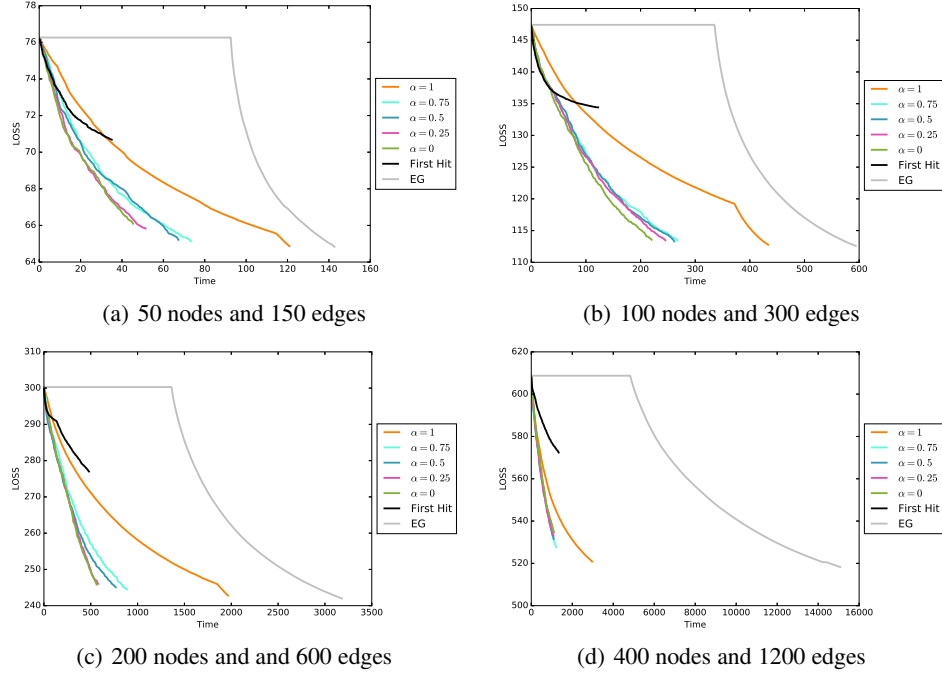 78
76
74
72
70
68
66
64
LOSS
0 20 40 60 80 100 120 140 160
Time
α = 1
α = 0.75
α = 0.5
α = 0.25
α = 0
First Hit
EG
(a) 50 nodes and 150 edges
150
145
140
135
130
125
120
115
110
LOSS
0 100 200 300 400 500 600
Time
α = 1
α = 0.75
α = 0.5
α = 0.25
α = 0
First Hit
EG
(b) 100 nodes and 300 edges
310
300
290
280
270
260
250
240
LOSS
0 500 1000 1500 2000 2500 3000 3500
Time
α = 1
α = 0.75
α = 0.5
α = 0.25
α = 0
First Hit
EG
(c) 200 nodes and and 600 edges
620
600
580
560
540
520
500
LOSS
0 2000 4000 6000 8000 10000 12000 14000 16000
Time
α = 1
α = 0.75
α = 0.5
α = 0.25
α = 0
First Hit
EG
(d) 400 nodes and 1200 edges